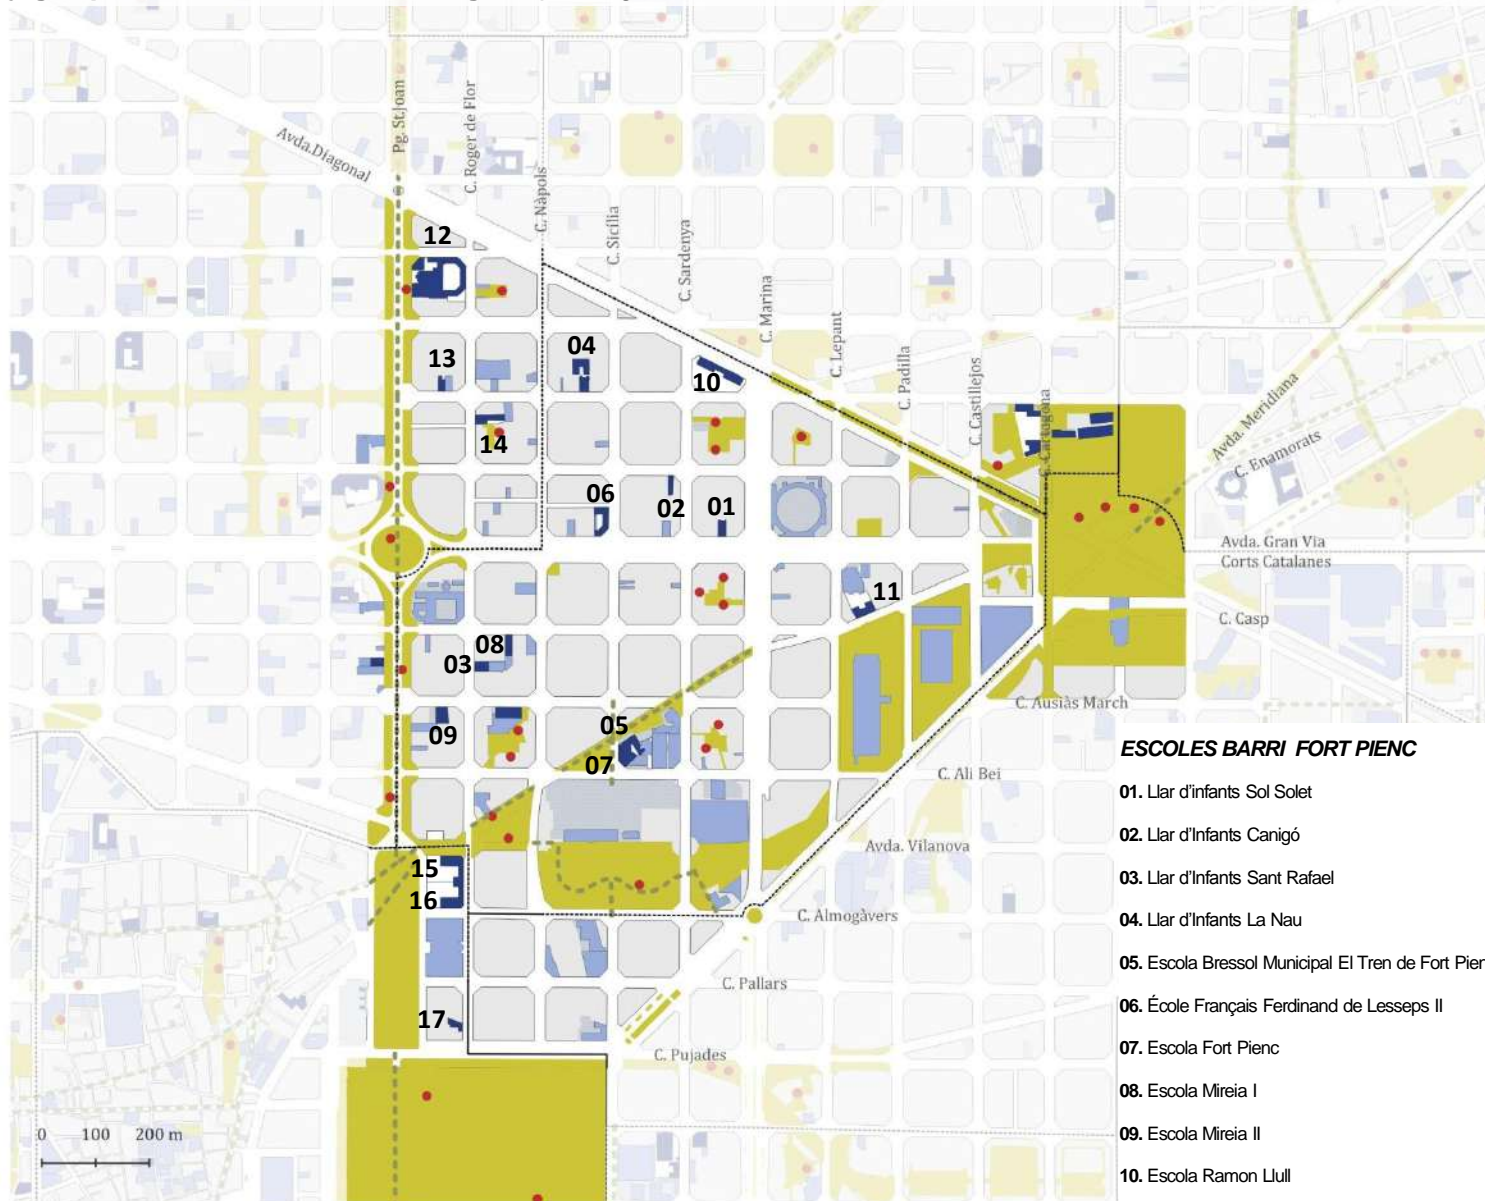 Pg. St.Joan
C. Roger de Flor
Avda.Diagonal
C. Nàpols
C. Sicília
C. Sardenya
12
C. Marina
C. Lepant
C. Padilla
C. Castillejos
C. Cartagena
Avda. Meridiana
C. Enamorats
13
04
10
14
06
02
01
Avda. Gran Via
Corts Catalanes
11
C. Casp
08
03
C. Ausiàs March
09
05
07
C. Ali Bei
Avda. Vilanova
15
16
C. Almogàvers
C. Pallars
17
C. Pujades
0 100 200 m
ESCOLES BARRI FORT PIENC
01. Llar d'infants Sol Solet
02. Llar d'Infants Canigó
03. Llar d'Infants Sant Rafael
04. Llar d'Infants La Nau
05. Escola Bressol Municipal El Tren de Fort Pien
06. École Français Ferdinand de Lesseps II
07. Escola Fort Pienc
08. Escola Mireia I
09. Escola Mireia II
10. Escola Ramon Llull